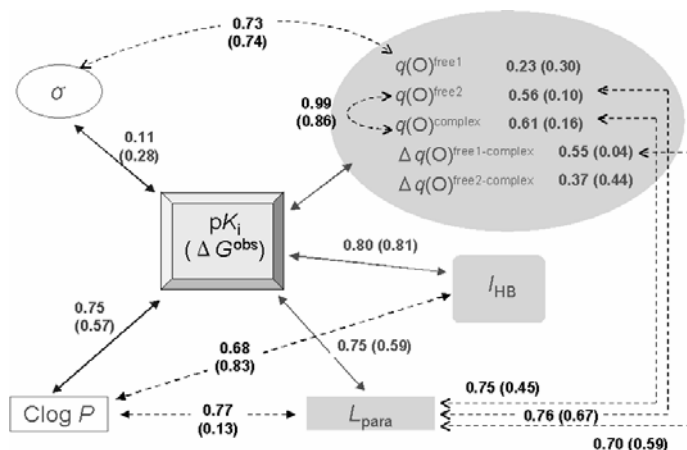 0.73
(0.74)
σ
q(O)free1 0.23 (0.30)
q(O)free2 0.56 (0.10)
0.99
(0.86)
q(O)complex 0.61 (0.16)
Δ q(O)free1-complex 0.55 (0.04)
Δ q(O)free2-complex 0.37 (0.44)
0.11
(0.28)
pKi
( Δ Gobs)
0.80 (0.81)
IHB
0.75
(0.57)
0.68
(0.83)
0.75 (0.59)
0.75 (0.45)
Clog P
0.77
(0.13)
Lpara
0.76 (0.67)
0.70 (0.59)